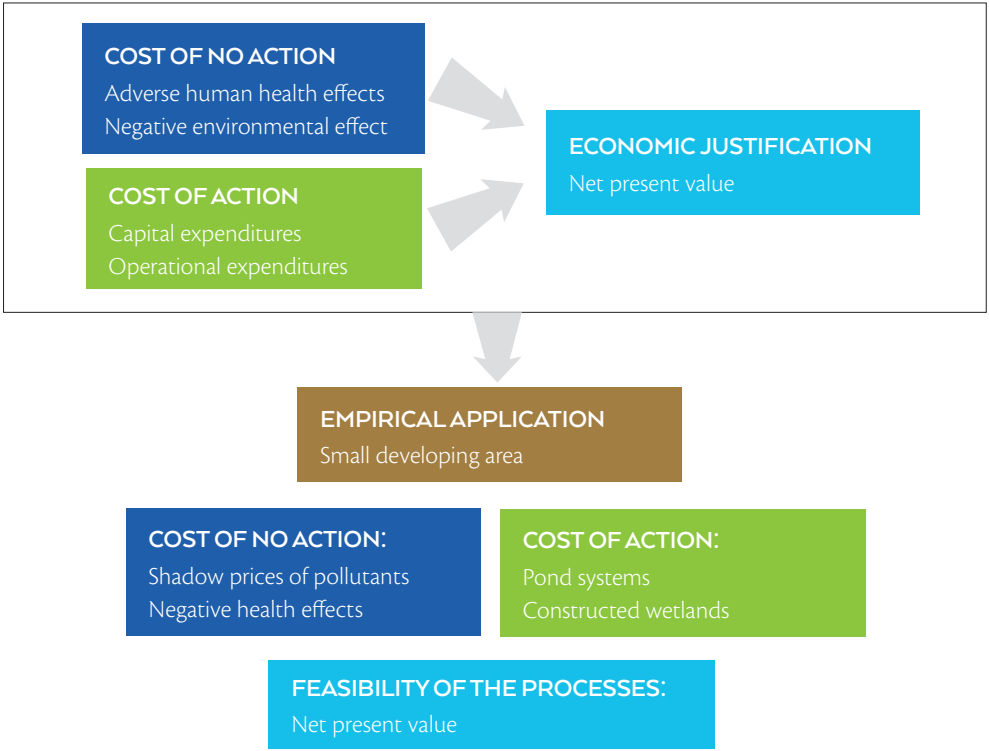 COST OF NO ACTION
Adverse human health effects
Negative environmental effect
COST OF ACTION
Capital expenditures
Operational expenditures
ECONOMIC JUSTIFICATION
Net present value
EMPIRICAL APPLICATION
Small developing area
COST OF NO ACTION:
Shadow prices of pollutants
Negative health effects
COST OF ACTION:
Pond systems
Constructed wetlands
FEASIBILITY OF THE PROCESSES:
Net present value